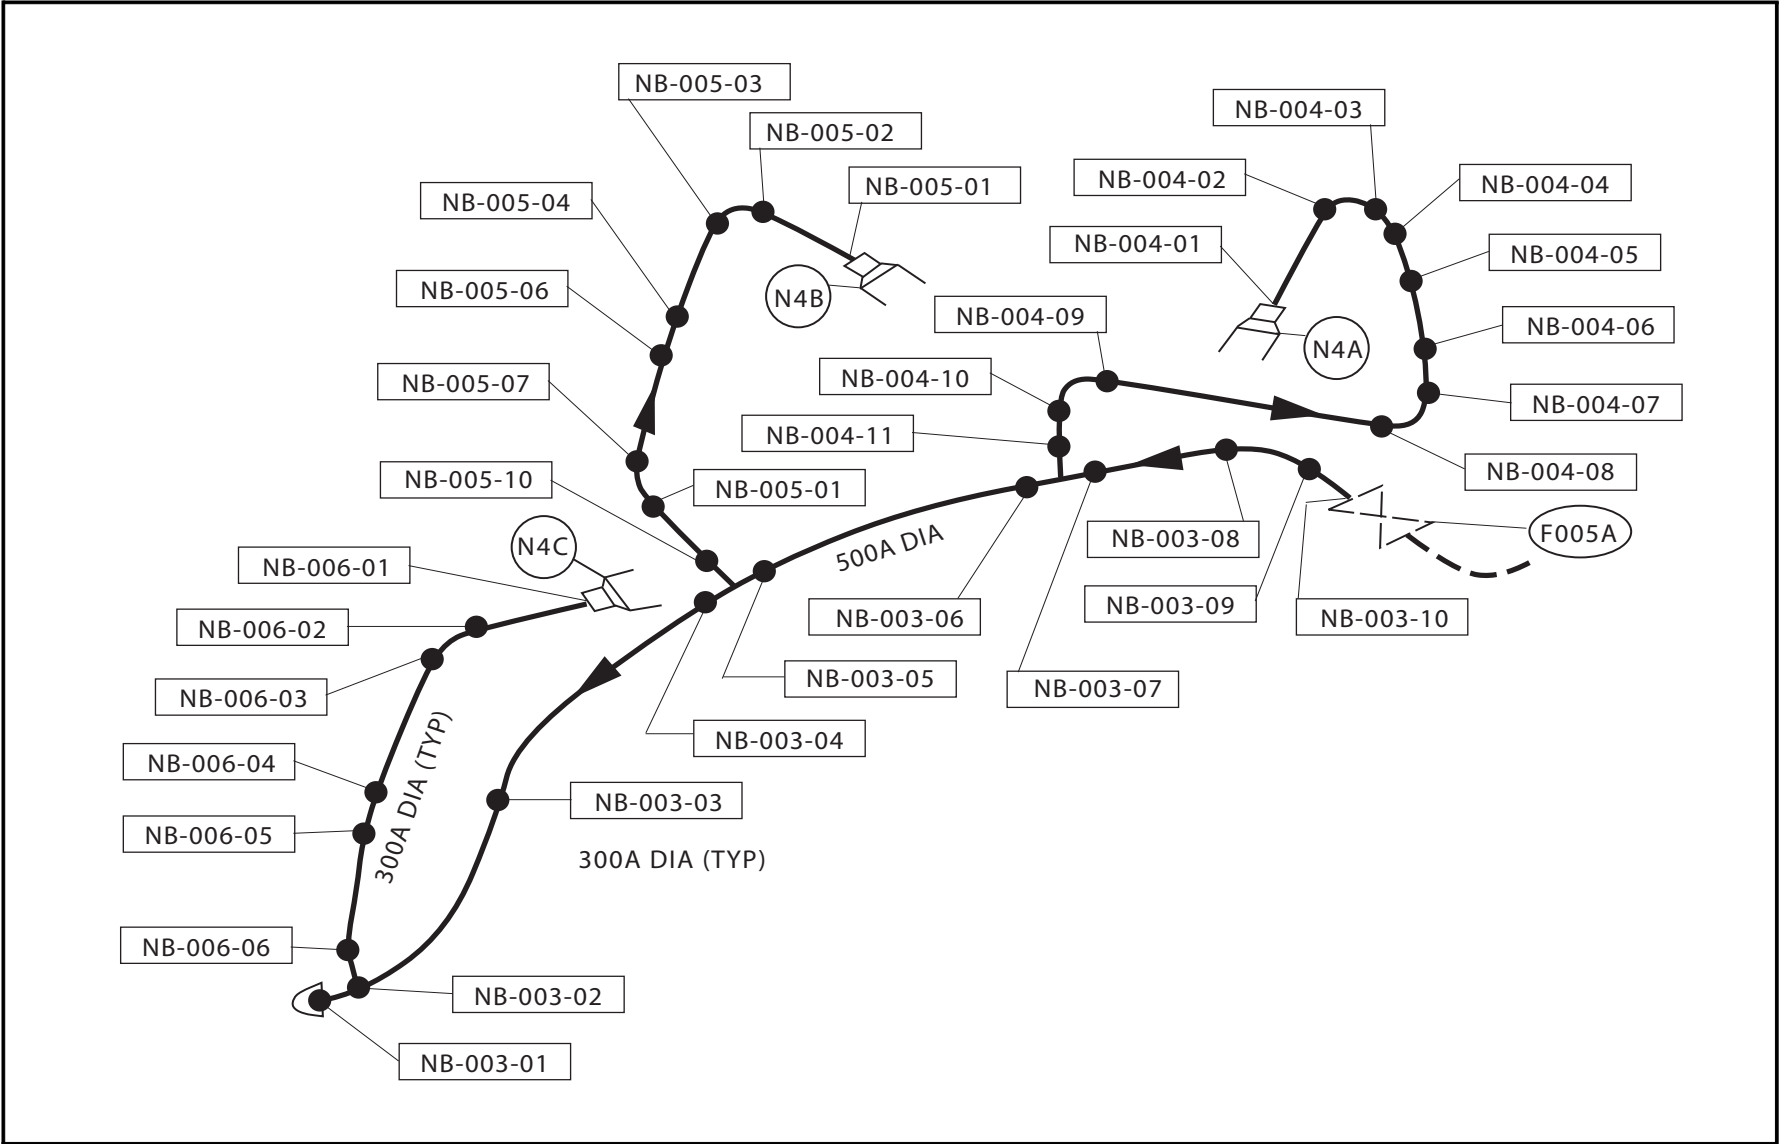 NB-005-03
NB-005-02
NB-005-01
NB-005-04
NB-005-06
N4B
NB-005-07
NB-005-10
NB-005-01
NB-004-03
NB-004-02
NB-004-04
NB-004-01
NB-004-05
NB-004-09
NB-004-06
N4A
NB-004-10
NB-004-07
NB-004-11
NB-004-08
N4C
500A DIA
NB-003-08
F005A
NB-006-01
NB-003-09
NB-003-06
NB-003-10
NB-006-02
NB-003-05
NB-003-07
NB-006-03
NB-003-04
NB-006-04
300A DIA (TYP)
NB-003-03
NB-006-05
300A DIA (TYP)
NB-006-06
NB-003-02
NB-003-01